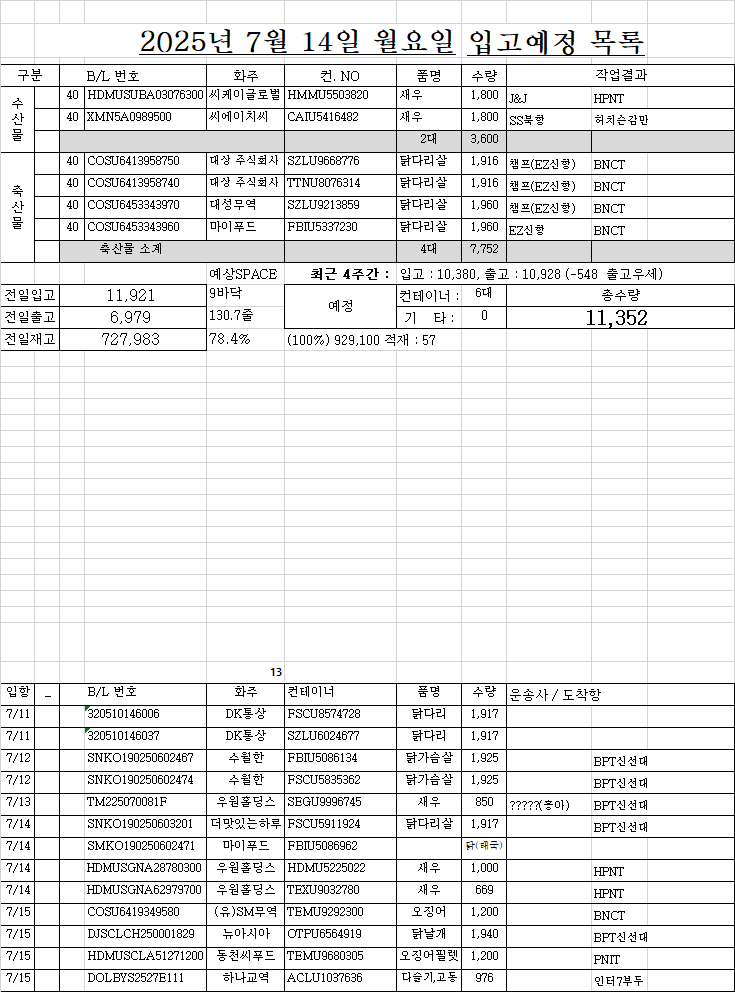 2025년 7월 14일 월요일 입고예정 목록
구분 B/L 번호 화주 컨. NO 품명 수량 작업결과
수산물
40 HDMUSUBA03076300 씨케이글로벌 HMMU5503820 새우 1,800 J&J HPNT
40 XMN5A0989500 씨에이치씨 CAIU5416482 새우 1,800 SS북항 허치슨감만
2대 3,600
축산물
40 COSU6413958750 대상 주식회사 SZLU9668776 닭다리살 1,916 챔프(EZ신항) BNCT
40 COSU6413958740 대상 주식회사 TTNU8076314 닭다리살 1,916 챔프(EZ신항) BNCT
40 COSU6453343970 대성무역 SZLU9213859 닭다리살 1,960 챔프(EZ신항) BNCT
40 COSU6453343960 마이푸드 FBIU5337230 닭다리살 1,960 EZ신항 BNCT
축산물 소계 4대 7,752
예상SPACE 최근 4주간 : 입고 : 10,380, 출고 : 10,928 (-548 출고우세)
전일입고 11,921 9바닥 예정 컨테이너 : 6대 총수량
전일출고 6,979 130.7줄 기 타 : 0 11,352
전일재고 727,983 78.4% (100%) 929,100 적재 : 57
13
입항 _ B/L 번호 화주 컨테이너 품명 수량 운송사 / 도착항
7/11 320510146006 DK통상 FSCU8574728 닭다리 1,917
7/11 320510146037 DK통상 SZLU6024677 닭다리 1,917
7/12 SNKO190250602467 수월한 FBIU5086134 닭가슴살 1,925 BPT신선대
7/12 SNKO190250602474 수월한 FSCU5835362 닭가슴살 1,925 BPT신선대
7/13 TM225070081F 우원홀딩스 SEGU9996745 새우 850 ?????(흥아) BPT신선대
7/14 SNKO190250603201 더맛있는하루 FSCU5911924 닭다리살 1,917 BPT신선대
7/14 SMKO190250602471 마이푸드 FBIU5086962 닭(태국)
7/14 HDMUSGNA28780300 우원홀딩스 HDMU5225022 새우 1,000 HPNT
7/14 HDMUSGNA62979700 우원홀딩스 TEXU9032780 새우 669 HPNT
7/15 COSU6419349580 (유)SM무역 TEMU9292300 오징어 1,200 BNCT
7/15 DJSCLCH250001829 뉴아시아 OTPU6564919 닭날개 1,940 BPT신선대
7/15 HDMUSCLA51271200 동천씨푸드 TEMU9680305 오징어필렛 1,200 PNIT
7/15 DOLBYS2527E111 하나교역 ACLU1037636 다슬기,고동 976 인터7부두